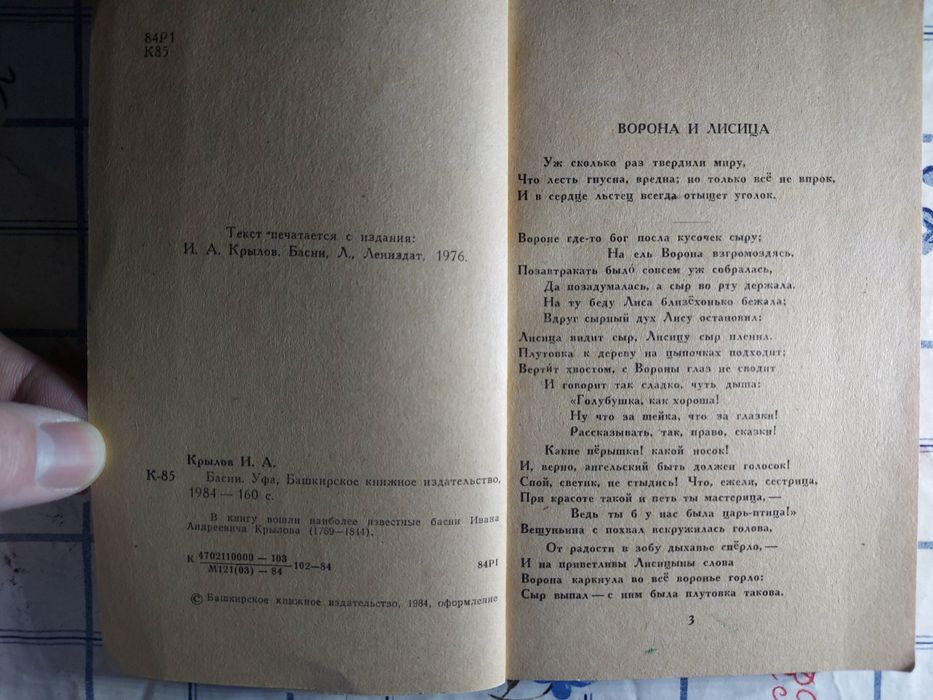 84Р1
К85
Текст печатается с издания:
И. А. Крылов. Басни, Л., Лениздат, 1976.
Крылов И. А.
К-85 Басни. Уфа, Башкирское книжное издательство,
1984 — 160 с.
В книгу вошли наиболее известные басни Ивана
Андреевича Крылова (1769—1844).
К 4702110000 — 103
М121(03) — 84
102—84
84Р1
© Башкирское книжное издательство, 1984, оформление
ВОРОНА И ЛИСИЦА
Уж сколько раз твердили миру,
Что лесть гнусна, вредна; но только всё не впрок,
И в сердце льстец всегда отыщет уголок.
Вороне где-то бог посла кусочек сыру;
На ель Ворона взгромоздясь,
Позавтракать было совсем уж собралась,
Да позадумалась, а сыр во рту держала.
На ту беду Лиса близёхонько бежала;
Вдруг сырный дух Лису остановил:
Лисица видит сыр, Лисицу сыр пленил.
Плутовка к дереву на цыпочках подходит;
Вертит хвостом, с Вороны глаз не сводит
И говорит так сладко, чуть дыша:
«Голубушка, как хороша!
Ну что за шейка, что за глазки!
Рассказывать, так, право, сказки!
Какие пёрышки! какой носок!
И, верно, ангельский быть должен голосок!
Спой, светик, не стыдись! Что, ежели, сестрица,
При красоте такой и петь ты мастерица, —
Ведь ты б у нас была царь-птица!»
Вещуньина с похвал вскружилась голова,
От радости в зобу дыханье спёрло, —
И на приветливы Лисицыны слова
Ворона каркнула во всё воронье горло:
Сыр выпал — с ним была плутовка такова.
3